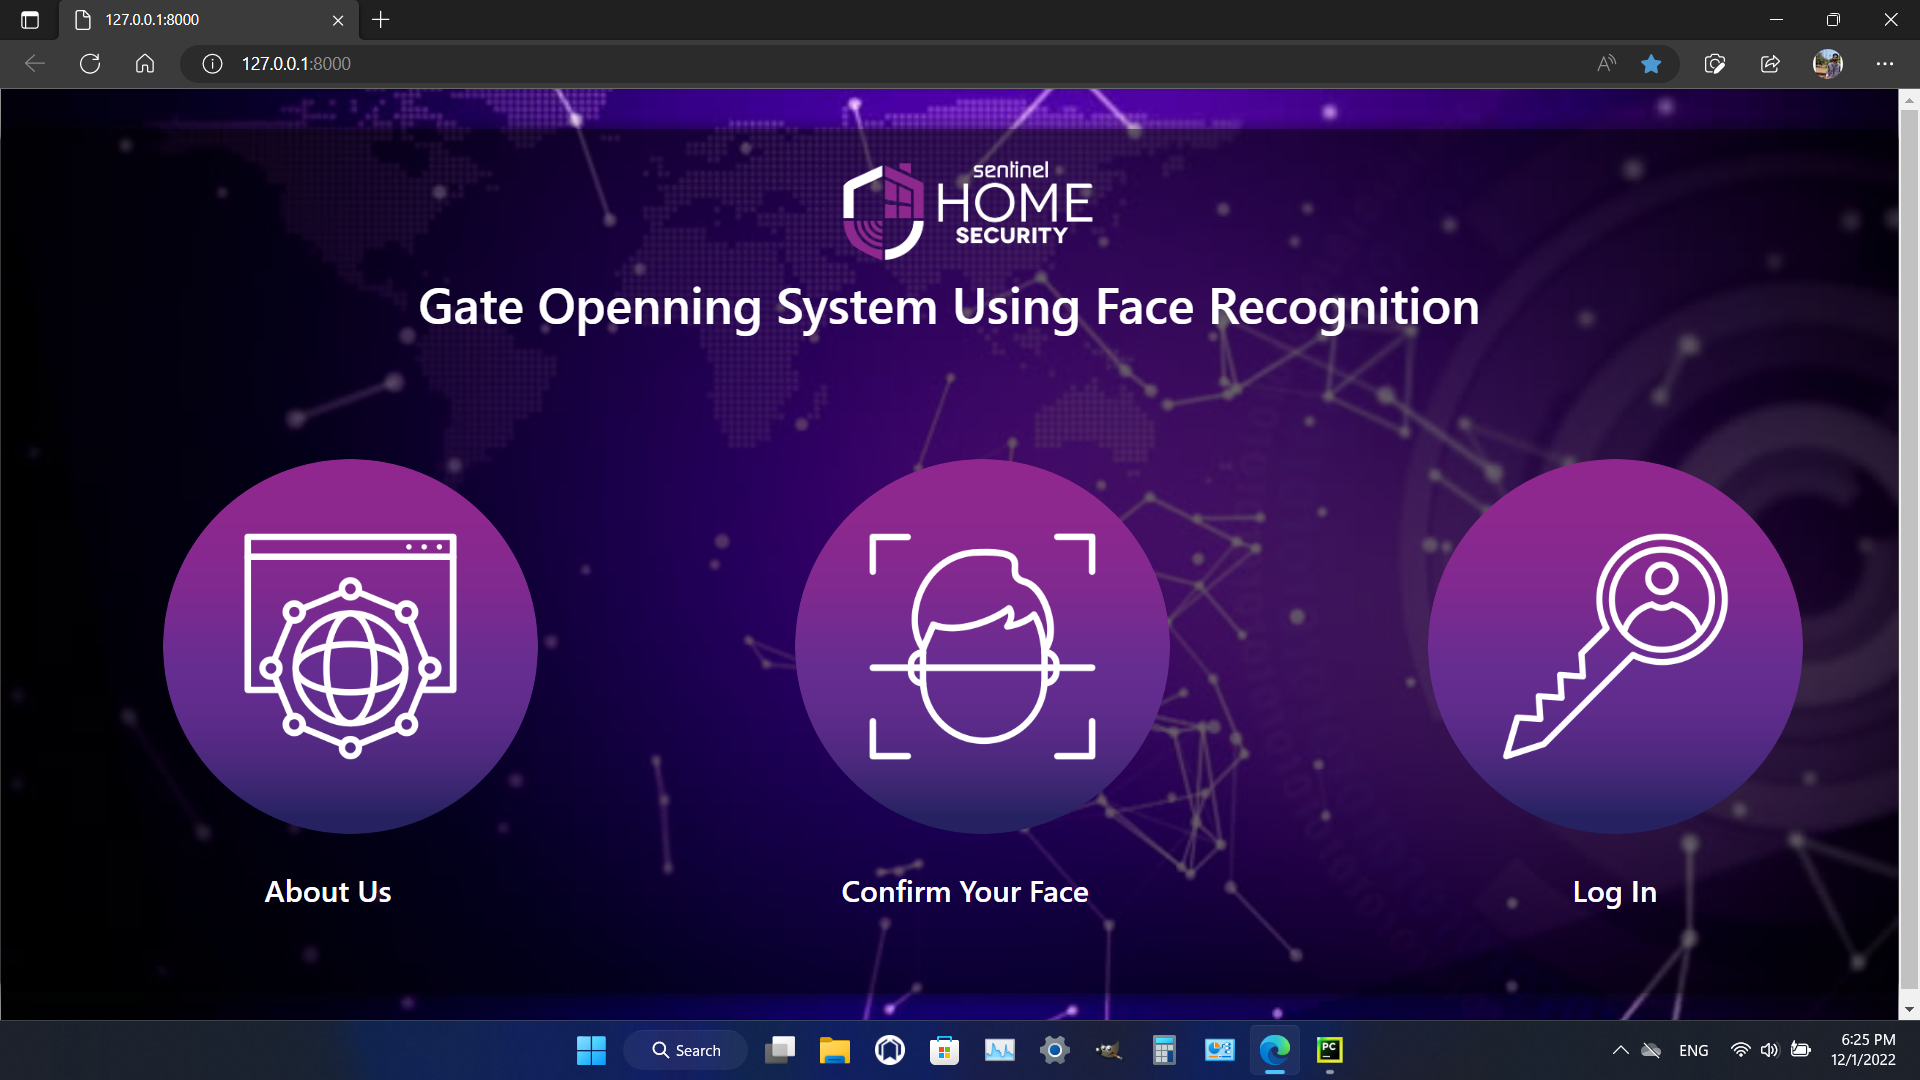 127.0.0.1:8000
127.0.0.1:8000
sentinel
HOME
SECURITY
Gate Openning System Using Face Recognition
About Us
Confirm Your Face
Log In
Search
PC
ENG
6:25 PM
12/1/2022